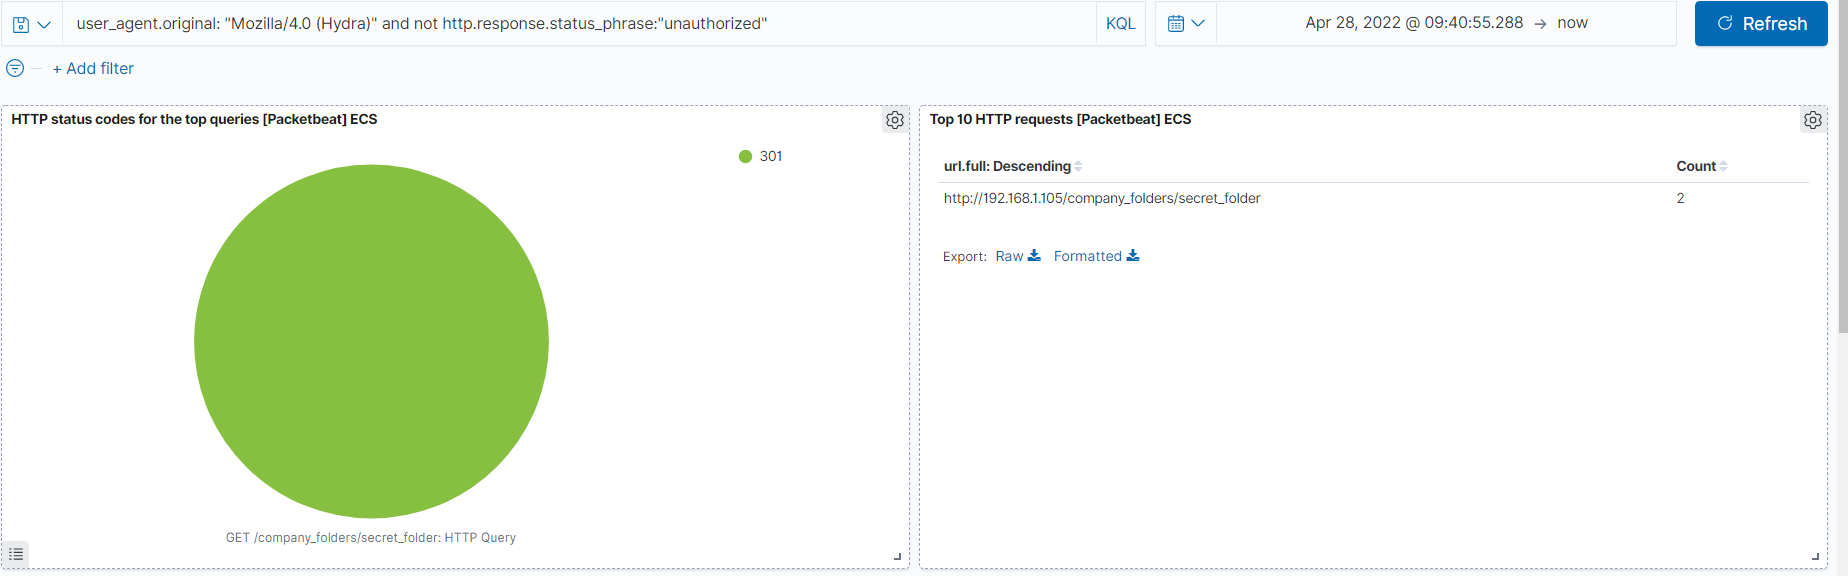 user_agent.original: "Mozilla/4.0 (Hydra)" and not http.response.status_phrase:"unauthorized"
KQL
Apr 28, 2022 @ 09:40:55.288 → now
Refresh
+ Add filter
HTTP status codes for the top queries [Packetbeat] ECS
301
GET /company_folders/secret_folder: HTTP Query
Top 10 HTTP requests [Packetbeat] ECS
url.full: Descending Count
http://192.168.1.105/company_folders/secret_folder 2
Export: Raw Formatted